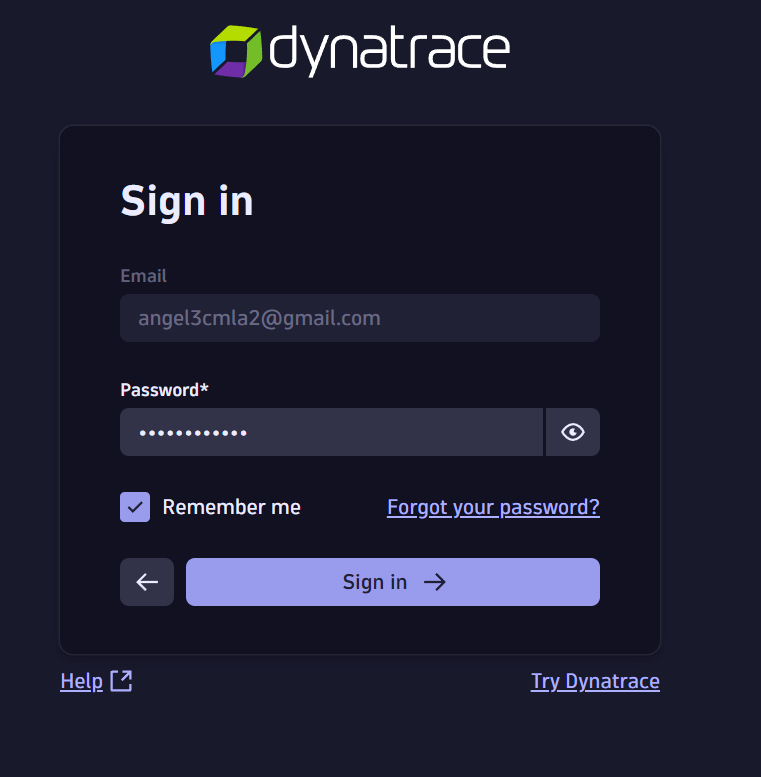 dynatrace
Sign in
Email
angel3cmla2@gmail.com
Password*
••••••••••••
Remember me
Forgot your password?
Sign in
Help
Try Dynatrace